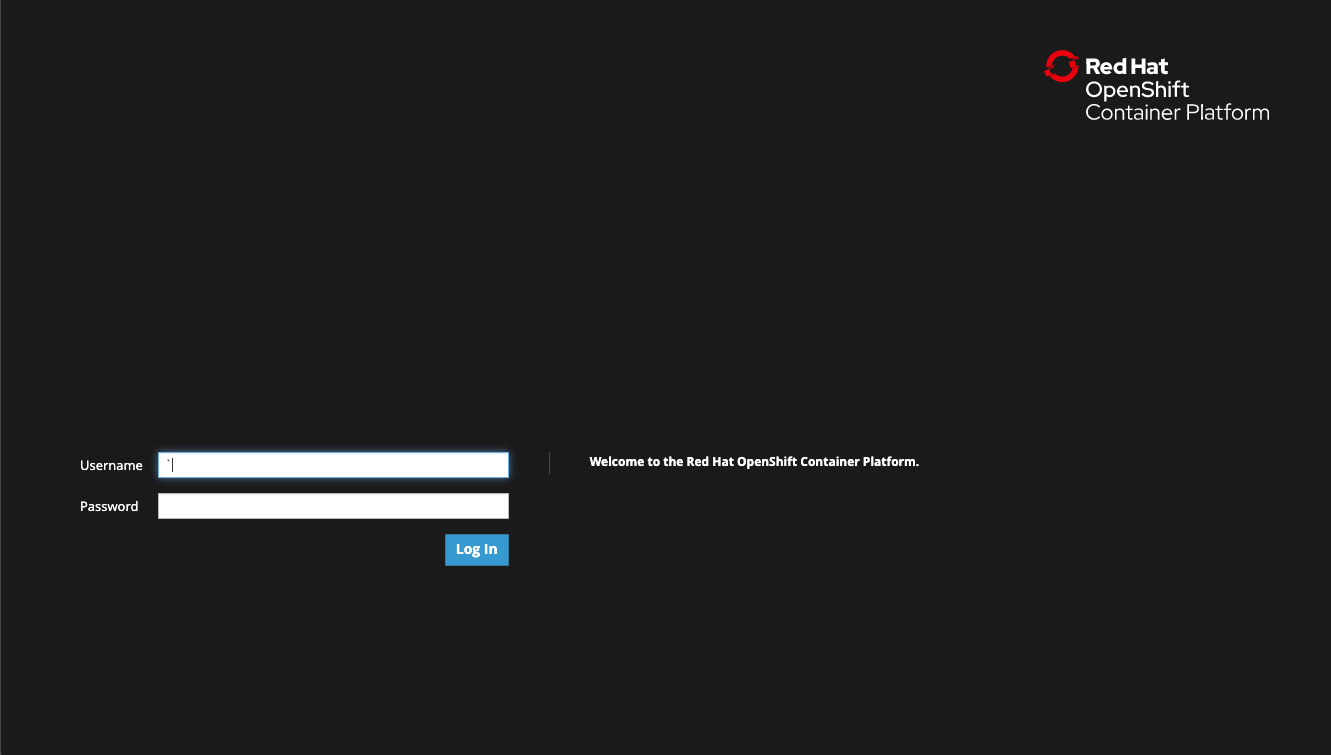 Red Hat
OpenShift
Container Platform
Username `
Welcome to the Red Hat OpenShift Container Platform.
Password
Log In